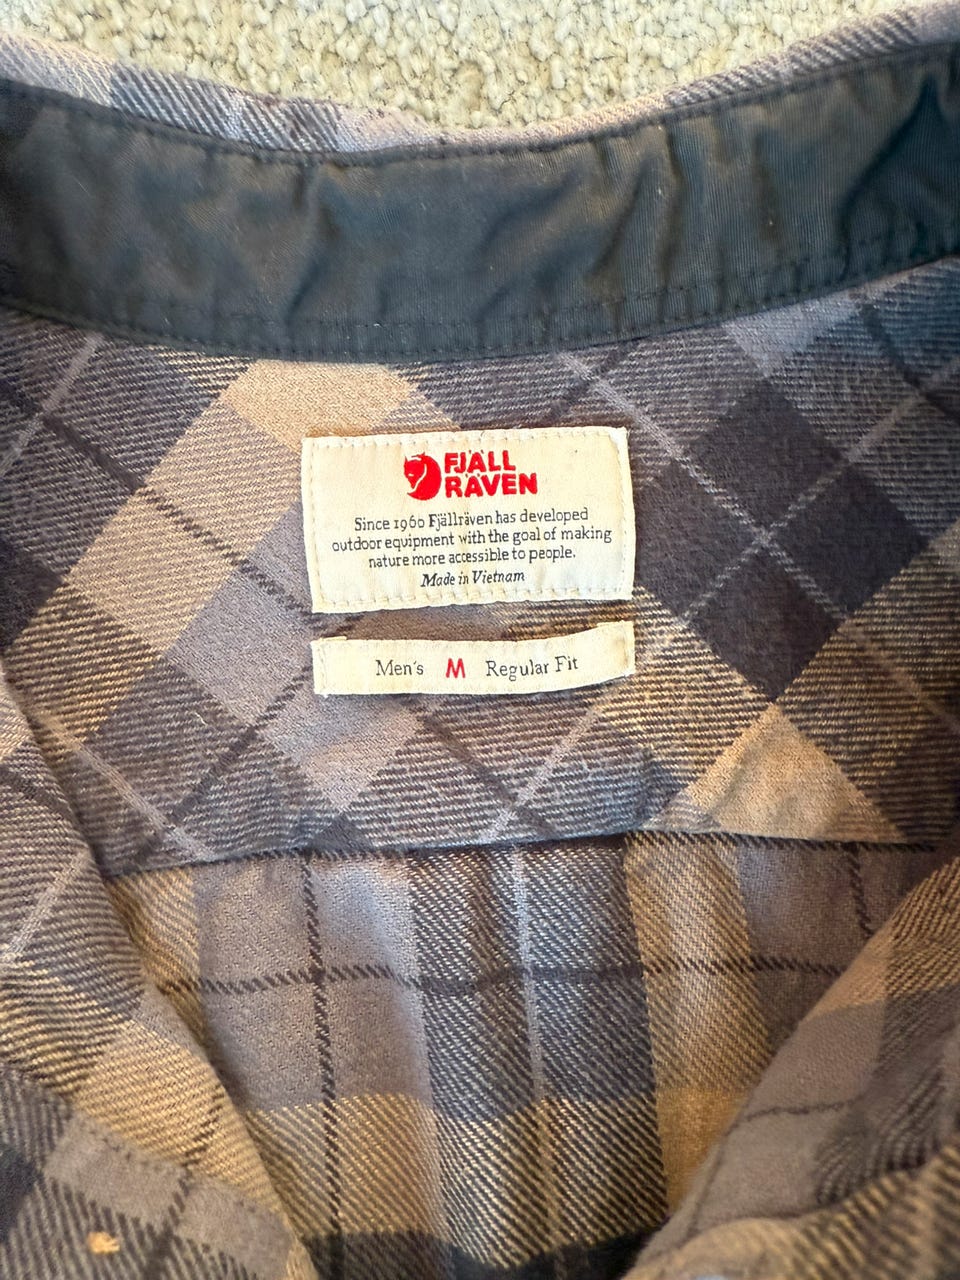 FJÄLL
RÄVEN
Since 1960 Fjällräven has developed
outdoor equipment with the goal of making
nature more accessible to people.
Made in Vietnam
Men's M Regular Fit